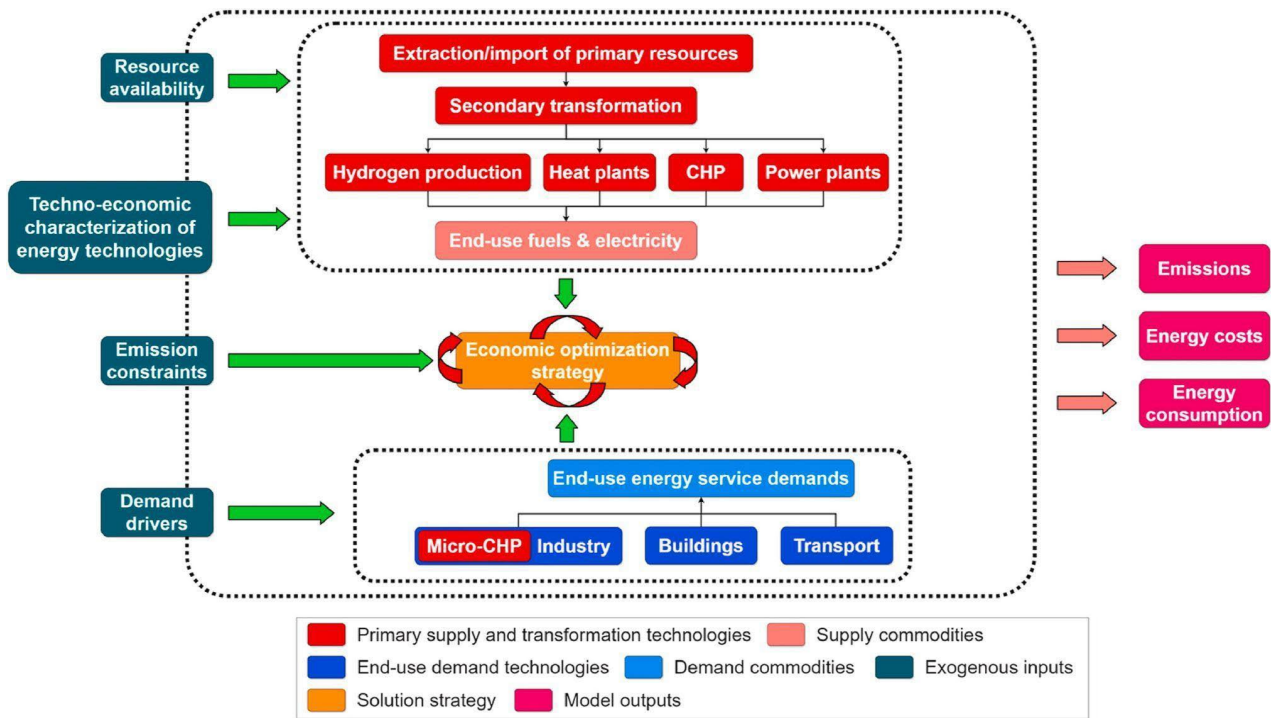 Extraction/import of primary resources
Resource
availability
Secondary transformation
Hydrogen production
Heat plants
CHP
Power plants
Techno-economic
characterization of
energy technologies
End-use fuels & electricity
Emissions
Energy costs
Energy
consumption
Emission
constraints
Economic optimization
strategy
End-use energy service demands
Demand
drivers
Micro-CHP
Industry
Buildings
Transport
Primary supply and transformation technologies
Supply commodities
End-use demand technologies
Demand commodities
Exogenous inputs
Solution strategy
Model outputs